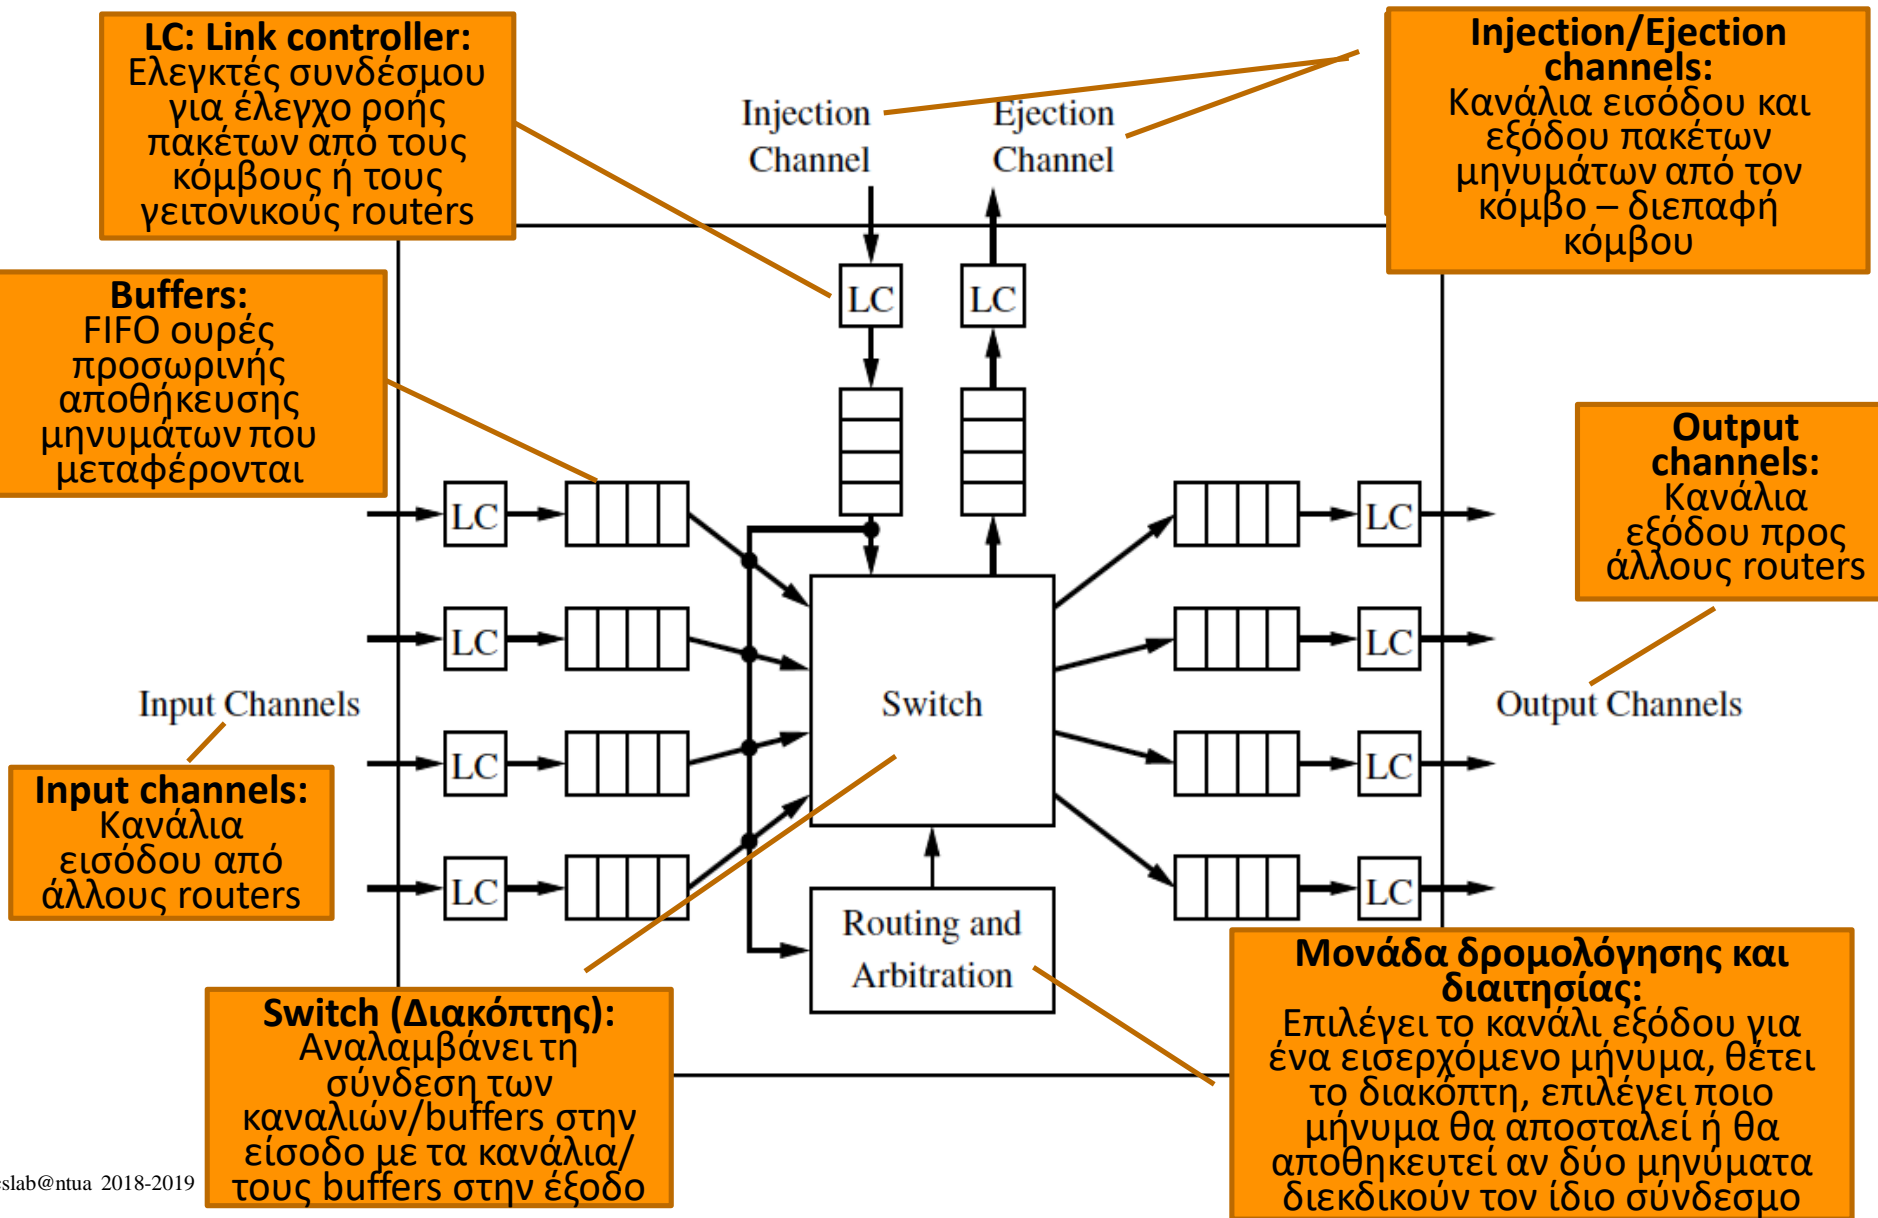 LC: Link controller:
Ελεγκτές συνδέσμου
για έλεγχο ροής
πακέτων από τους
κόμβους ή τους
γειτονικούς routers
Injection
Channel
Ejection
Channel
Injection/Ejection
channels:
Κανάλια εισόδου και
εξόδου πακέτων
μηνυμάτων από τον
κόμβο – διεπαφή
κόμβου
Buffers:
FIFO ουρές
προσωρινής
αποθήκευσης
μηνυμάτων που
μεταφέρονται
LC
LC
Output
channels:
Κανάλια
εξόδου προς
άλλους routers
LC
LC
LC
LC
Input Channels
Switch
Output Channels
LC
LC
Input channels:
Κανάλια
εισόδου από
άλλους routers
LC
LC
Routing and
Arbitration
Switch (Διακόπτης):
Αναλαμβάνει τη
σύνδεση των
καναλιών/buffers στην
είσοδο με τα κανάλια/
τους buffers στην έξοδο
Μονάδα δρομολόγησης και
διαιτησίας:
Επιλέγει το κανάλι εξόδου για
ένα εισερχόμενο μήνυμα, θέτει
το διακόπτη, επιλέγει ποιο
μήνυμα θα αποσταλεί ή θα
αποθηκευτεί αν δύο μηνύματα
διεκδικούν τον ίδιο σύνδεσμο
cslab@ntua 2018-2019